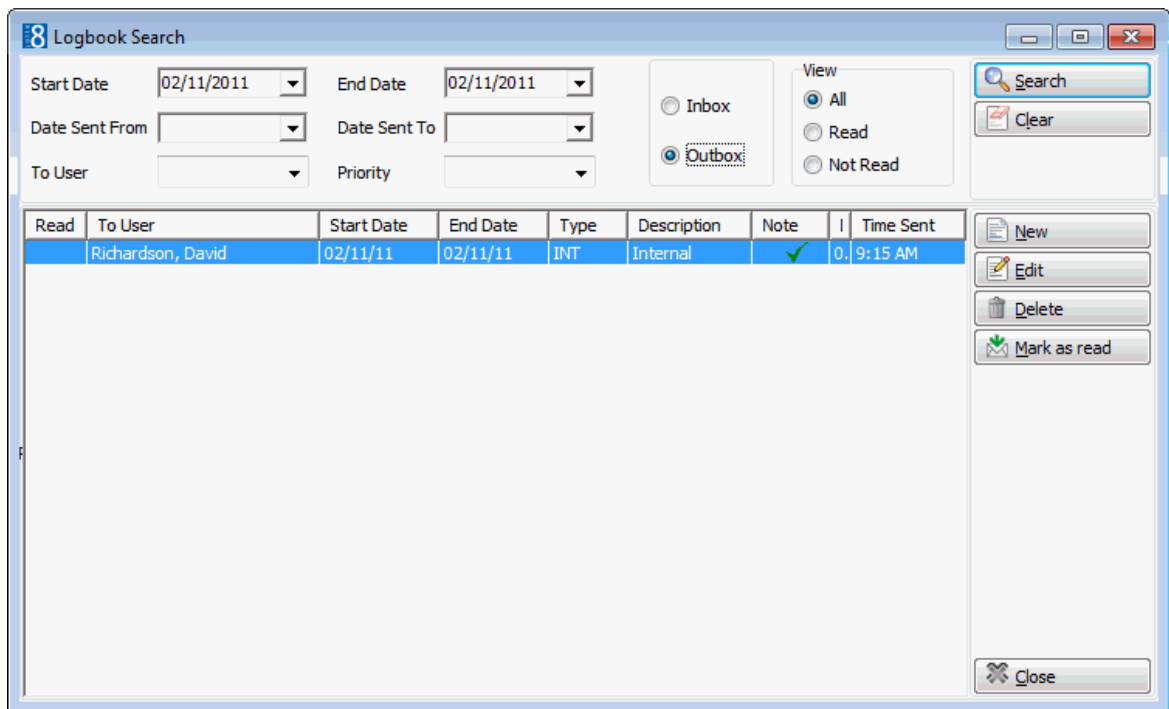 8 Logbook Search
Start Date 02/11/2011 End Date 02/11/2011 Inbox View All Search
Date Sent From Date Sent To Outbox Read Clear
To User Priority Not Read
Read To User Start Date End Date Type Description Note I Time Sent New
Richardson, David 02/11/11 02/11/11 INT Internal 0. 9:15 AM
Edit
Delete
Mark as read
Close